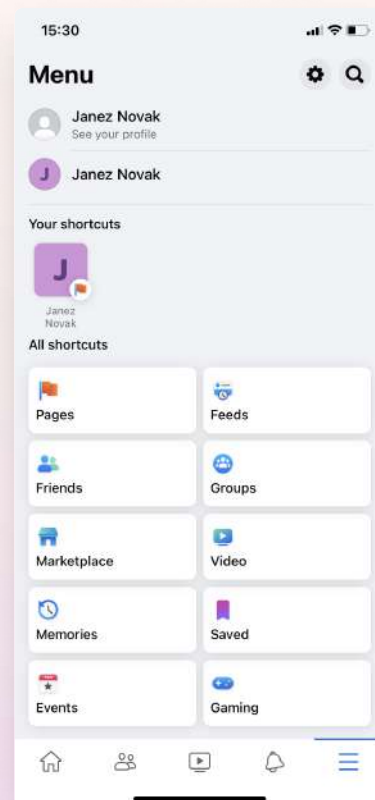 15:30
Menu
Janez Novak
See your profile
J
Janez Novak
Your shortcuts
J
Janez
Novak
All shortcuts
Pages
Feeds
Friends
Groups
Marketplace
Video
Memories
Saved
Events
Gaming